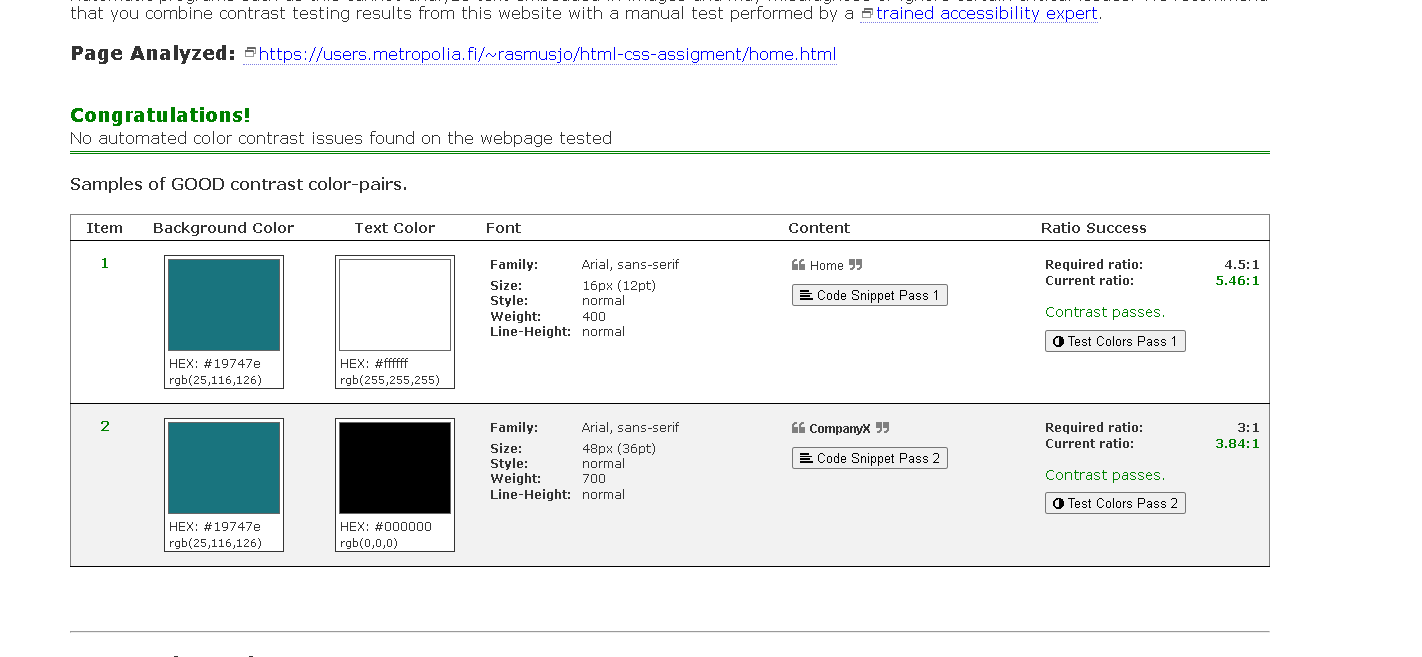 that you combine contrast testing results from this website with a manual test performed by a trained accessibility expert.
Page Analyzed: https://users.metropolia.fi/~rasmusjo/html-css-assigment/home.html
Congratulations!
No automated color contrast issues found on the webpage tested
Samples of GOOD contrast color-pairs.
Item Background Color Text Color Font Content Ratio Success
1
HEX: #19747e
rgb(25,116,126)
HEX: #ffffff
rgb(255,255,255)
Family: Arial, sans-serif
Size: 16px (12pt)
Style: normal
Weight: 400
Line-Height: normal
❝ Home ❞
Code Snippet Pass 1
Required ratio: 4.5:1
Current ratio: 5.46:1
Contrast passes.
Test Colors Pass 1
2
HEX: #19747e
rgb(25,116,126)
HEX: #000000
rgb(0,0,0)
Family: Arial, sans-serif
Size: 48px (36pt)
Style: normal
Weight: 700
Line-Height: normal
❝ CompanyX ❞
Code Snippet Pass 2
Required ratio: 3:1
Current ratio: 3.84:1
Contrast passes.
Test Colors Pass 2